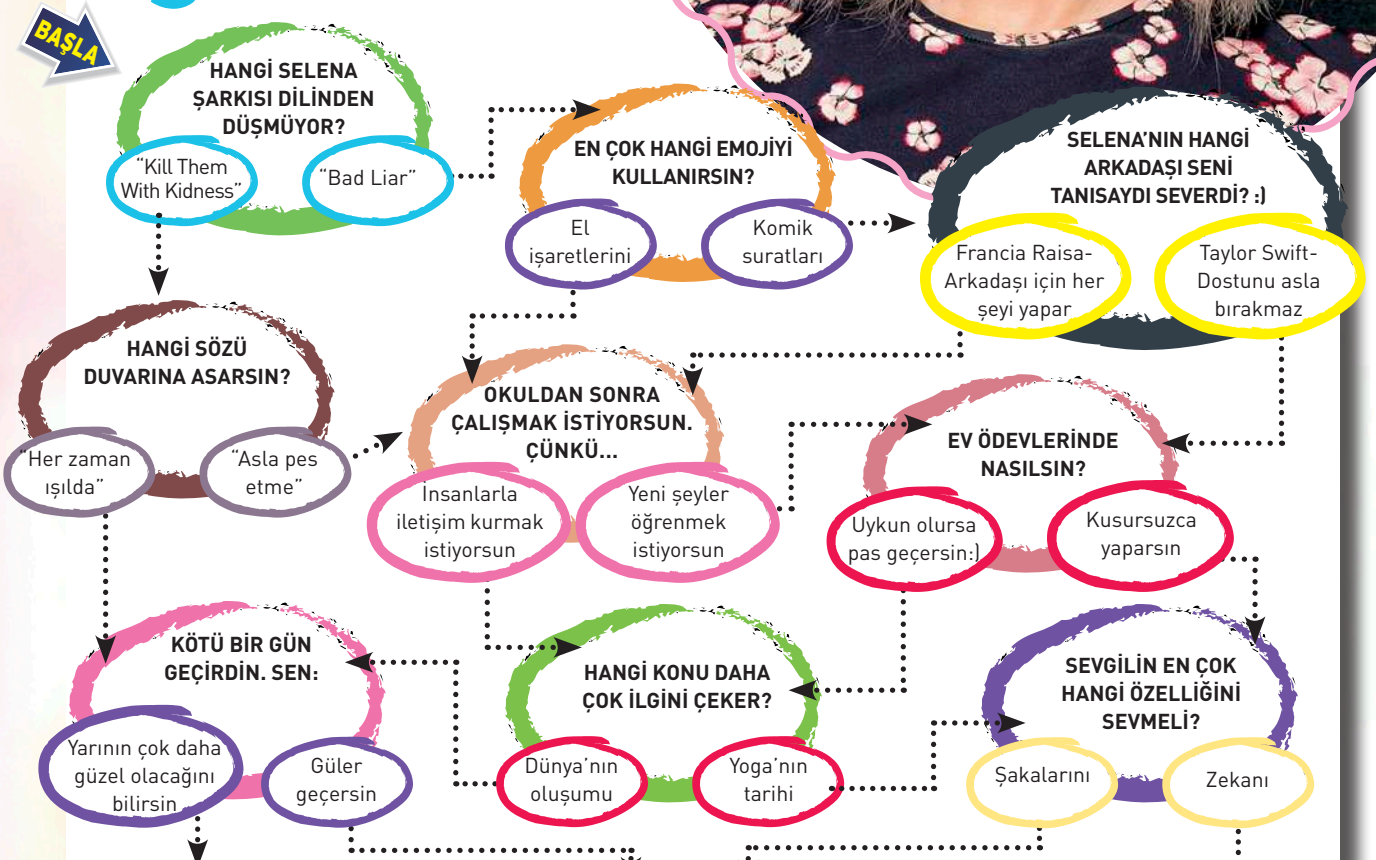 BAŞLA
HANGİ SELENA
ŞARKISI DİLİNDEN
DÜŞMÜYOR?
“Kill Them
With Kidness”
“Bad Liar”
EN ÇOK HANGİ EMOJİYİ
KULLANIRSIN?
El
işaretlerini
Komik
suratları
SELENA’NIN HANGİ
ARKADAŞI SENİ
TANISAYDI SEVERDİ? :)
Francia Raisa-
Arkadaşı için her
şeyi yapar
Taylor Swift-
Dostunu asla
bırakmaz
HANGİ SÖZÜ
DUVARINA ASARSIN?
“Her zaman
ışılda”
“Asla pes
etme”
OKULDAN SONRA
ÇALIŞMAK İSTİYORSUN.
ÇÜNKÜ...
İnsanlarla
iletişim kurmak
istiyorsun
Yeni şeyler
öğrenmek
istiyorsun
EV ÖDEVLERİNDE
NASILSIN?
Uykun olursa
pas geçersin:)
Kusursuzca
yaparsın
KÖTÜ BİR GÜN
GEÇİRDİN. SEN:
Yarının çok daha
güzel olacağını
bilirsin
Güler
geçersin
HANGİ KONU DAHA
ÇOK İLGİNİ ÇEKER?
Dünya’nın
oluşumu
Yoga’nın
tarihi
SEVGİLİN EN ÇOK
HANGİ ÖZELLİĞİNİ
SEVMELİ?
Şakalarını
Zekanı